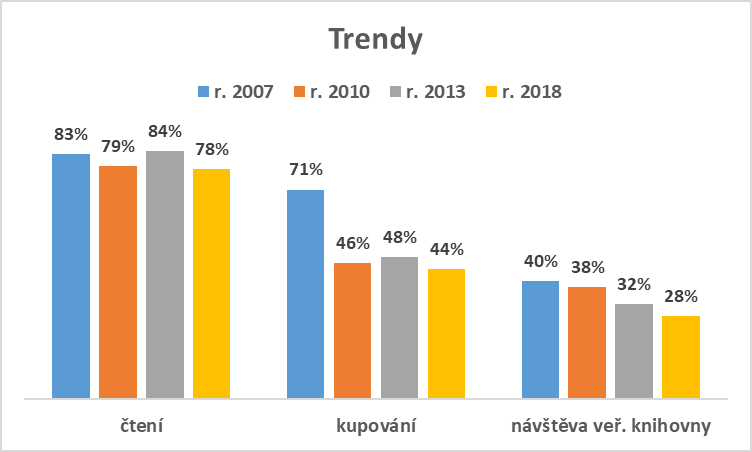 Trendy
r. 2007 r. 2010 r. 2013 r. 2018
83% 79% 84% 78%
71% 46% 48% 44%
40% 38% 32% 28%
čtení kupování návštěva veř. knihovny